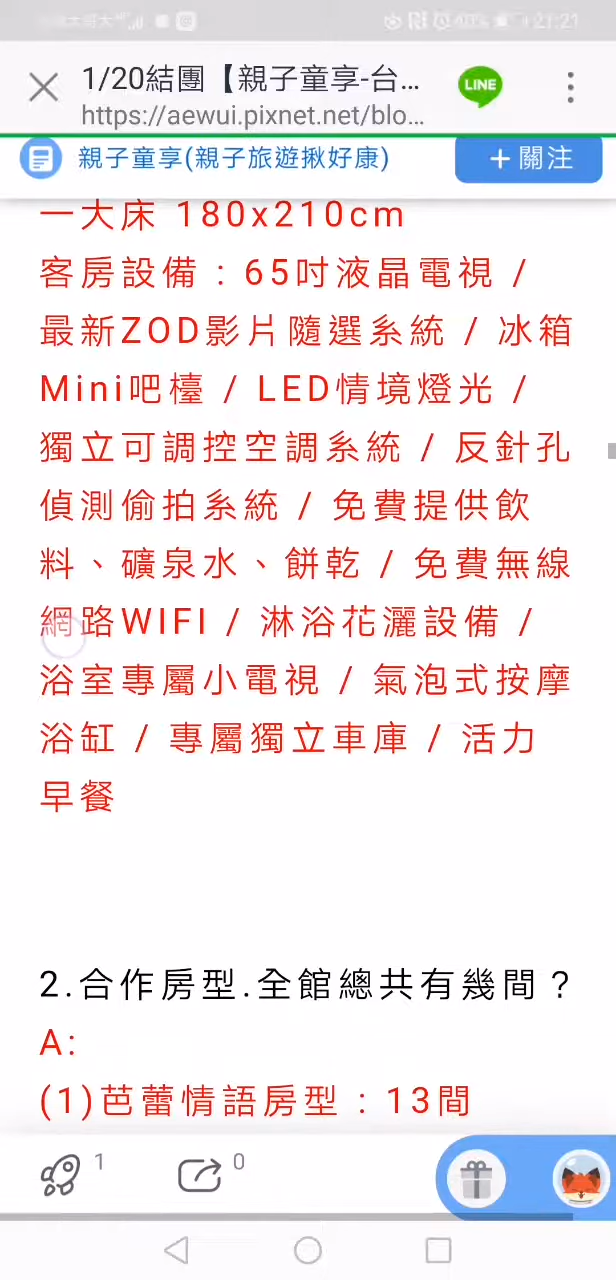 21:21
1/20結團【親子童享-台...
LINE
https://aewui.pixnet.net/blo...
親子童享(親子旅遊揪好康)
+ 關注
一大床 180x210cm
客房設備：65吋液晶電視 /
最新ZOD影片隨選系統 / 冰箱
Mini吧檯 / LED情境燈光 /
獨立可調控空調系統 / 反針孔
偵測偷拍系統 / 免費提供飲
料、礦泉水、餅乾 / 免費無線
網路WIFI / 淋浴花灑設備 /
浴室專屬小電視 / 氣泡式按摩
浴缸 / 專屬獨立車庫 / 活力
早餐
2.合作房型.全館總共有幾間？
A:
(1)芭蕾情語房型：13間
1
0